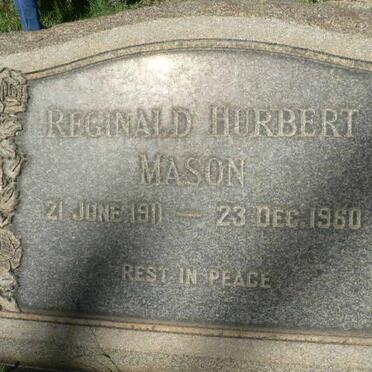 REGINALD HURBERT
MASON
21 JUNE 1911 — 23 DEC. 1960
REST IN PEACE